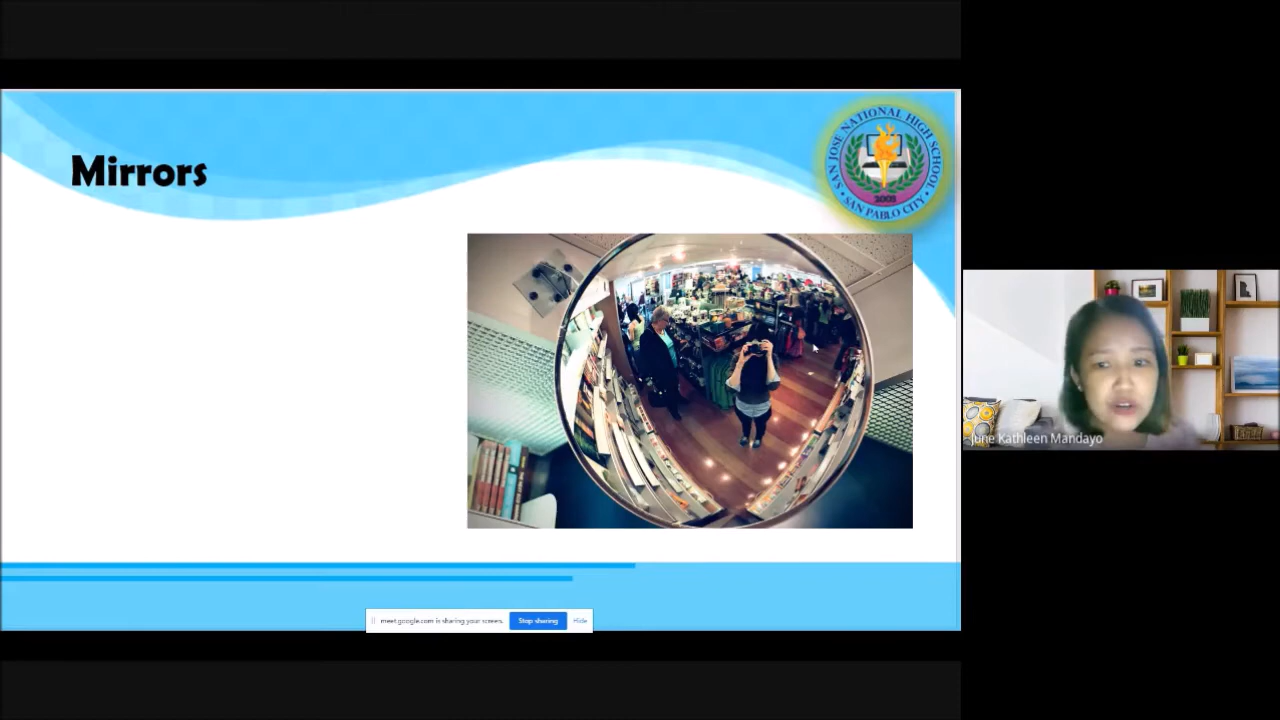 Mirrors
SAN JOSE NATIONAL HIGH SCHOOL
2003
SAN PABLO CITY
June Kathleen Mandayo
meet.google.com is sharing your screen.
Stop sharing
Hide